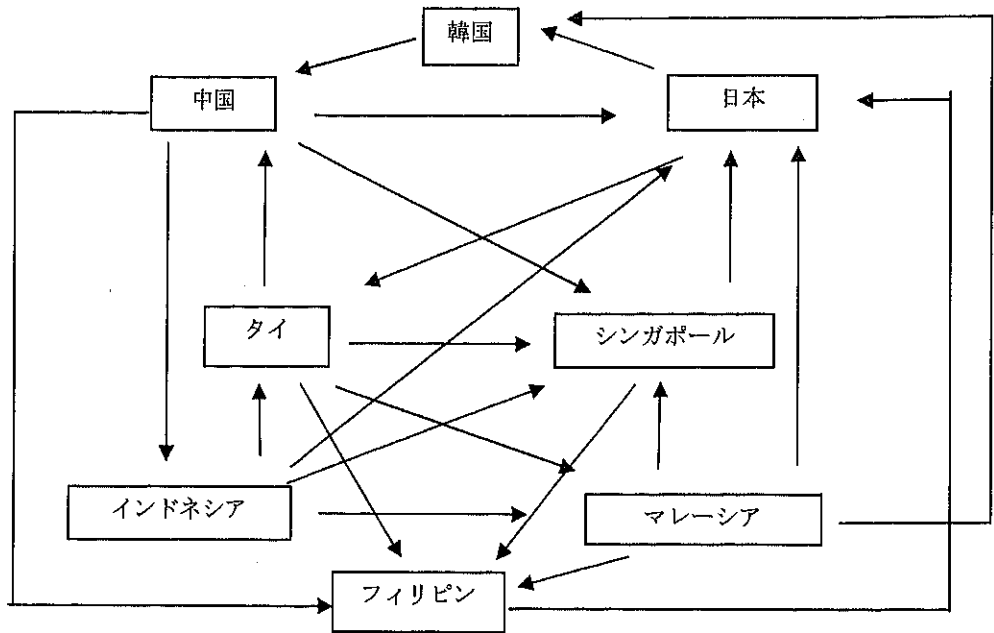 韓国
中国
日本
タイ
シンガポール
インドネシア
マレーシア
フィリピン